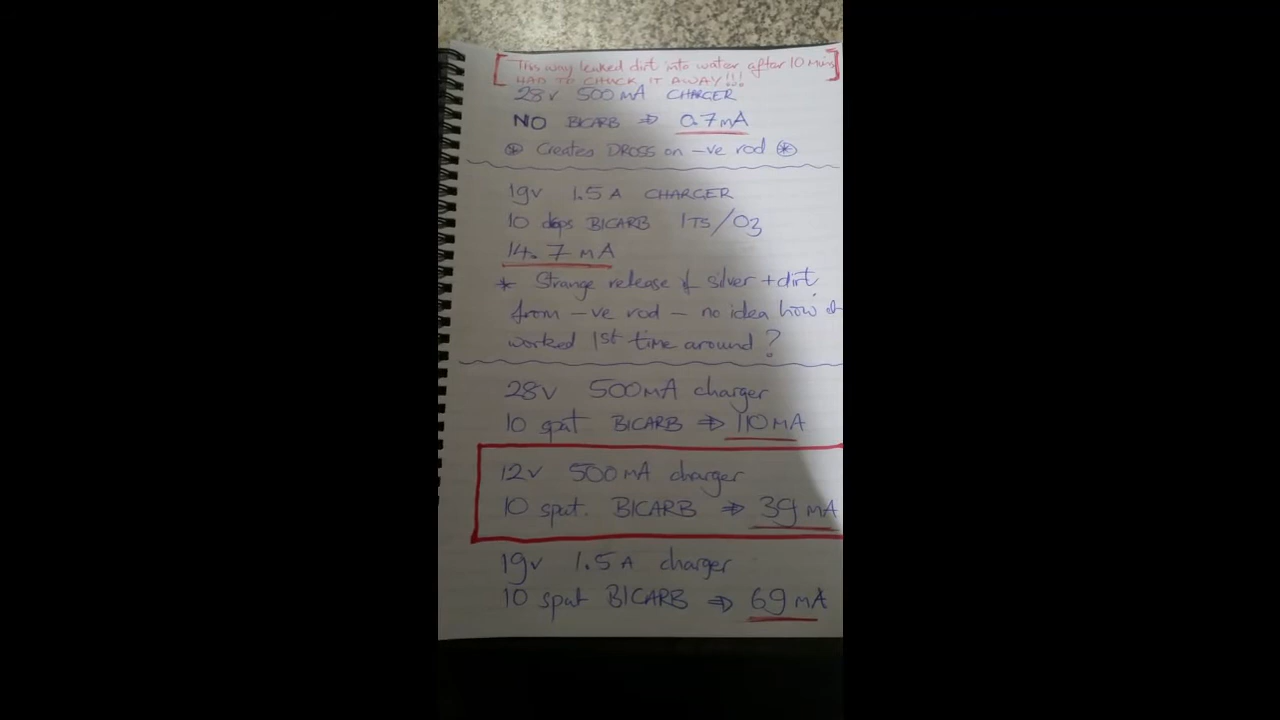 [This way leaked dirt into water after 10 mins]
HAD TO CHUCK IT AWAY!!!
28v 500mA CHARGER
NO BICARB ⇒ 0.7mA
⊛ Creates DROSS on -ve rod ⊛
19v 1.5A CHARGER
10 drops BICARB 1TS/O3
14.7 mA
* Strange release of silver + dirt
from -ve rod - no idea how it
worked 1st time around?
28v 500mA charger
10 spat BICARB ⇒ 110mA
12v 500mA charger
10 spat. BICARB ⇒ 39mA
19v 1.5A charger
10 spat BICARB ⇒ 69mA